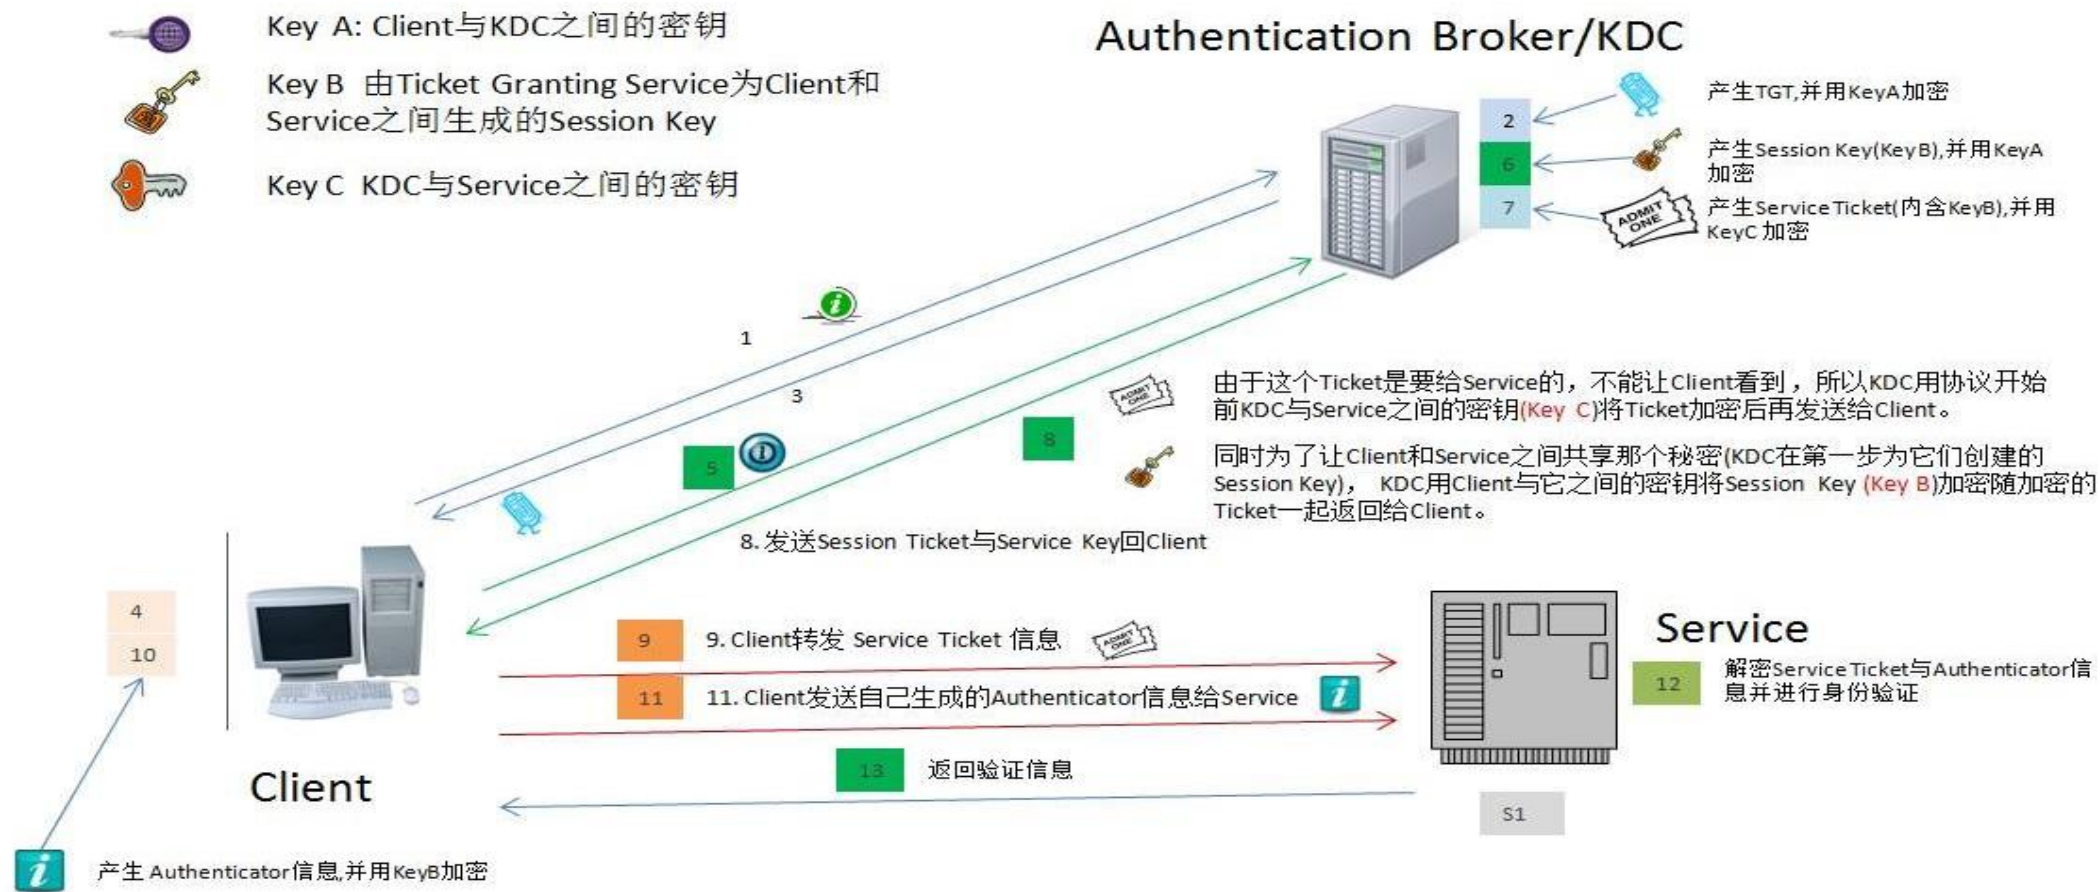 Key A: Client与KDC之间的密钥
Key B 由Ticket Granting Service为Client和
Service之间生成的Session Key
Key C KDC与Service之间的密钥
Authentication Broker/KDC
2
产生TGT,并用KeyA加密
6
产生Session Key(KeyB),并用KeyA
加密
7
产生Service Ticket(内含KeyB),并用
KeyC 加密
ADMIT
ONE
1
3
5
8
ADMIT
ONE
由于这个Ticket是要给Service的，不能让Client看到，所以KDC用协议开始
前KDC与Service之间的密钥(Key C)将Ticket加密后再发送给Client。
同时为了让Client和Service之间共享那个秘密(KDC在第一步为它们创建的
Session Key)， KDC用Client与它之间的密钥将Session Key (Key B)加密随加密的
Ticket一起返回给Client。
8. 发送Session Ticket与Service Key回Client
4
10
9
9. Client转发 Service Ticket 信息
ADMIT
ONE
11
11. Client发送自己生成的Authenticator信息给Service
Service
12
解密Service Ticket与Authenticator信
息并进行身份验证
13
返回验证信息
Client
S1
产生 Authenticator信息,并用KeyB加密